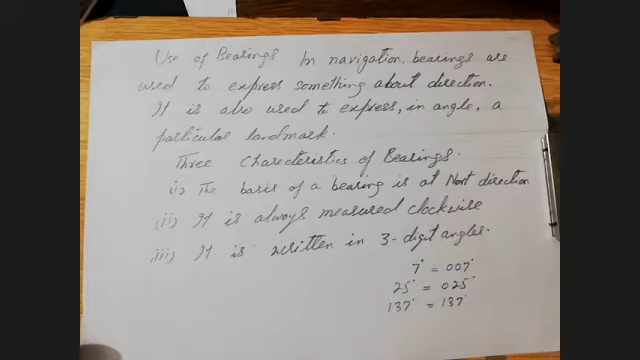 Use of Bearings In navigation, bearings are
used to express something about direction.
It is also used to express, in angle, a
particular landmark.
Three Charecteristics of Bearings.
(i) The basis of a bearing is at Nort direction
(ii) It is always measured clockwise
(iii) It is written in 3-digit angles.
7° = 007°
25° = 025°
137° = 137°